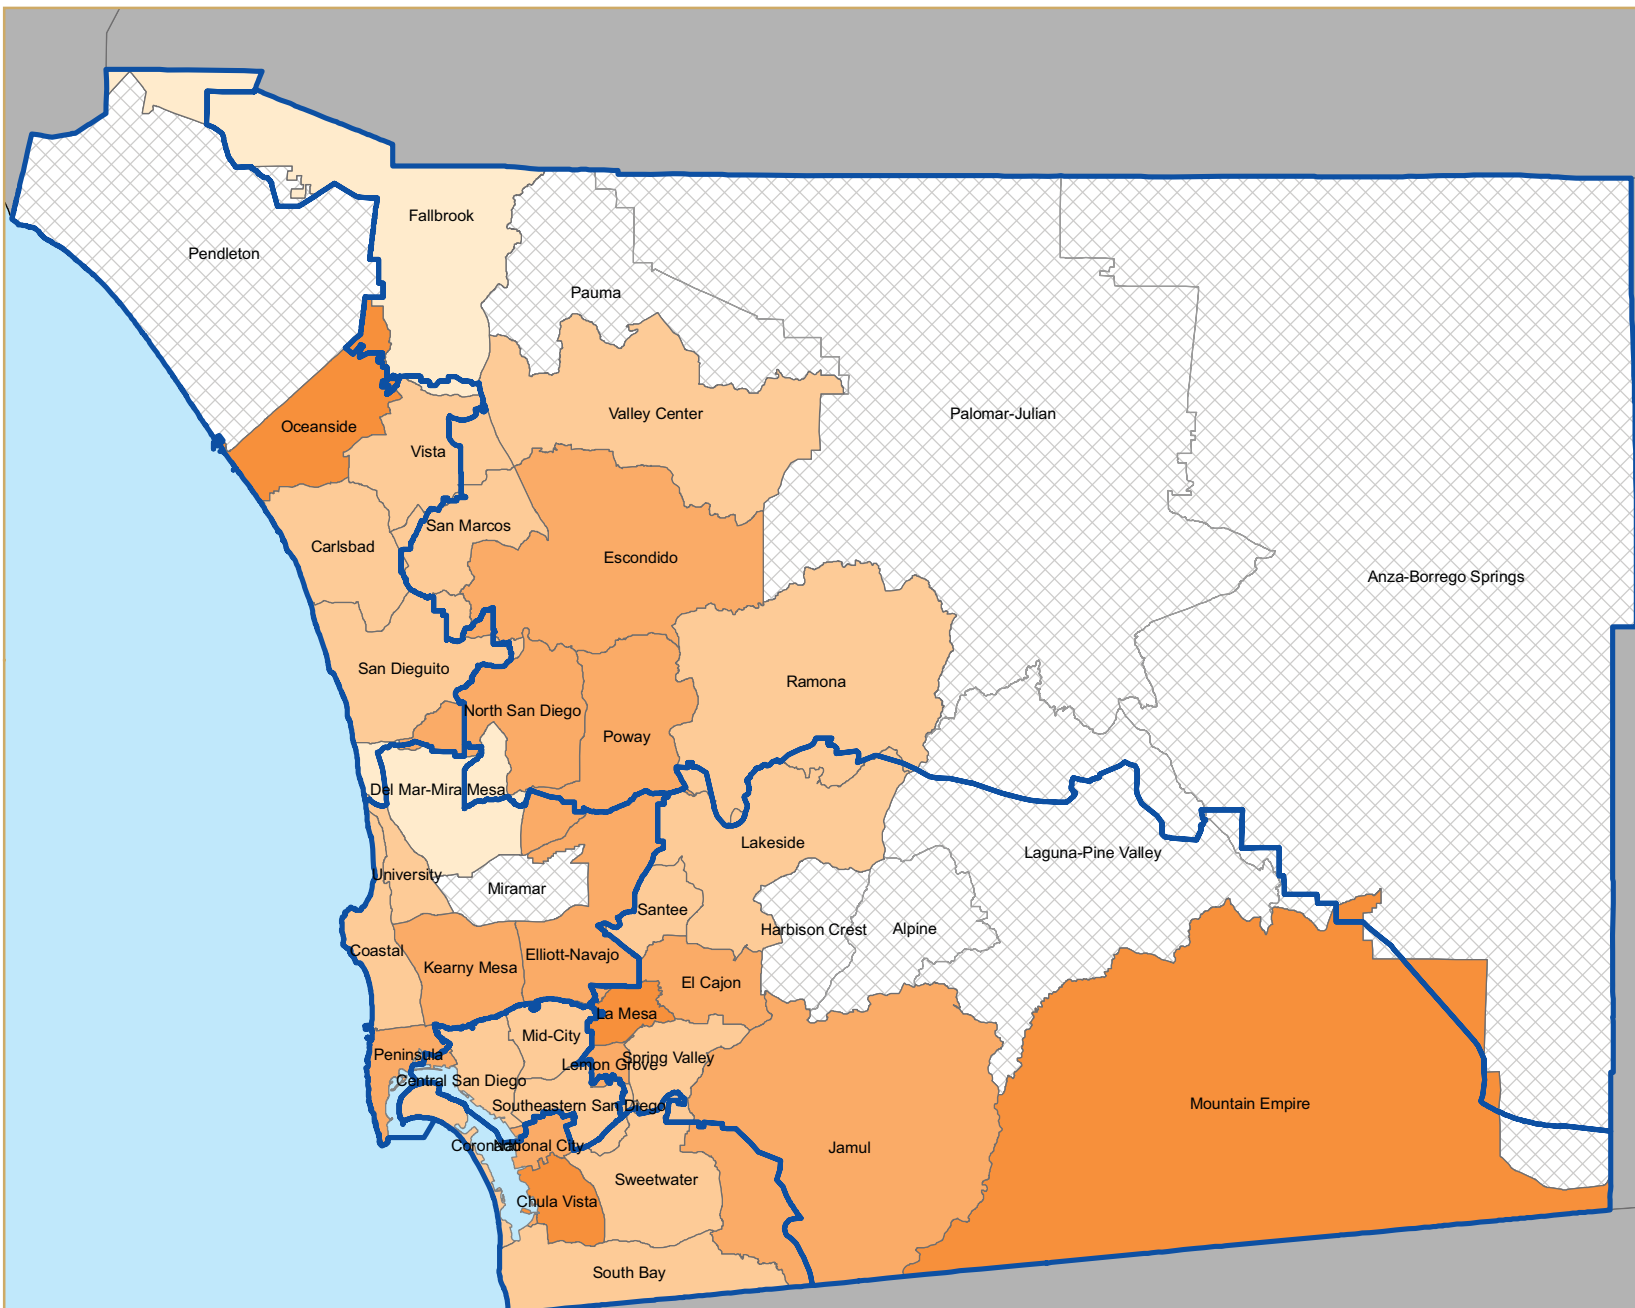 Fallbrook
Pendleton
Pauma
Valley Center
Palomar-Julian
Oceanside
Vista
San Marcos
Carlsbad
Escondido
Anza-Borrego Springs
San Dieguito
Ramona
North San Diego
Poway
Del Mar-Mira Mesa
Lakeside
Laguna-Pine Valley
University
Miramar
Santee
Harbison Crest
Alpine
Coastal
Elliott-Navajo
Kearny Mesa
El Cajon
La Mesa
Mid-City
Peninsula
Lemon Grove
Spring Valley
Central San Diego
Southeastern San Diego
Mountain Empire
Coronado
National City
Jamul
Sweetwater
Chula Vista
South Bay